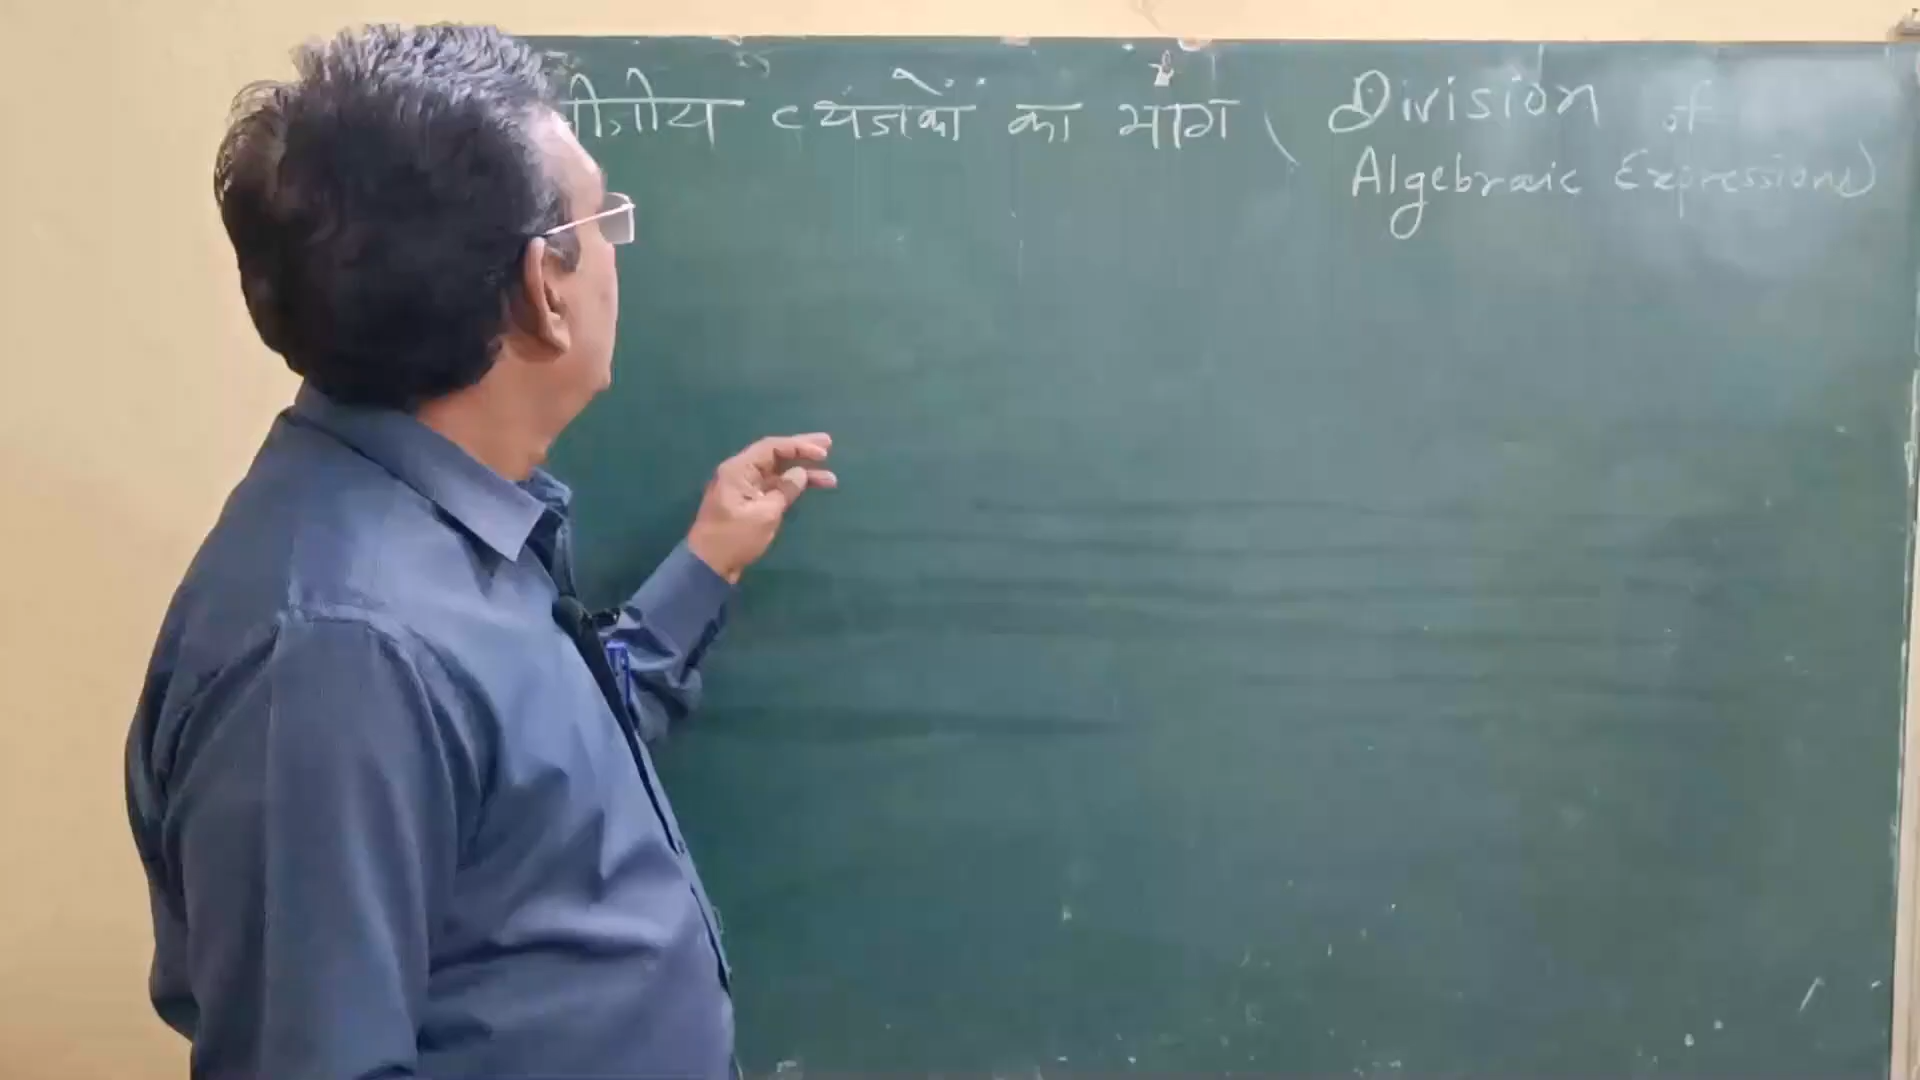 व्यंजकों का भाग ( Division of
Algebraic Expressions)